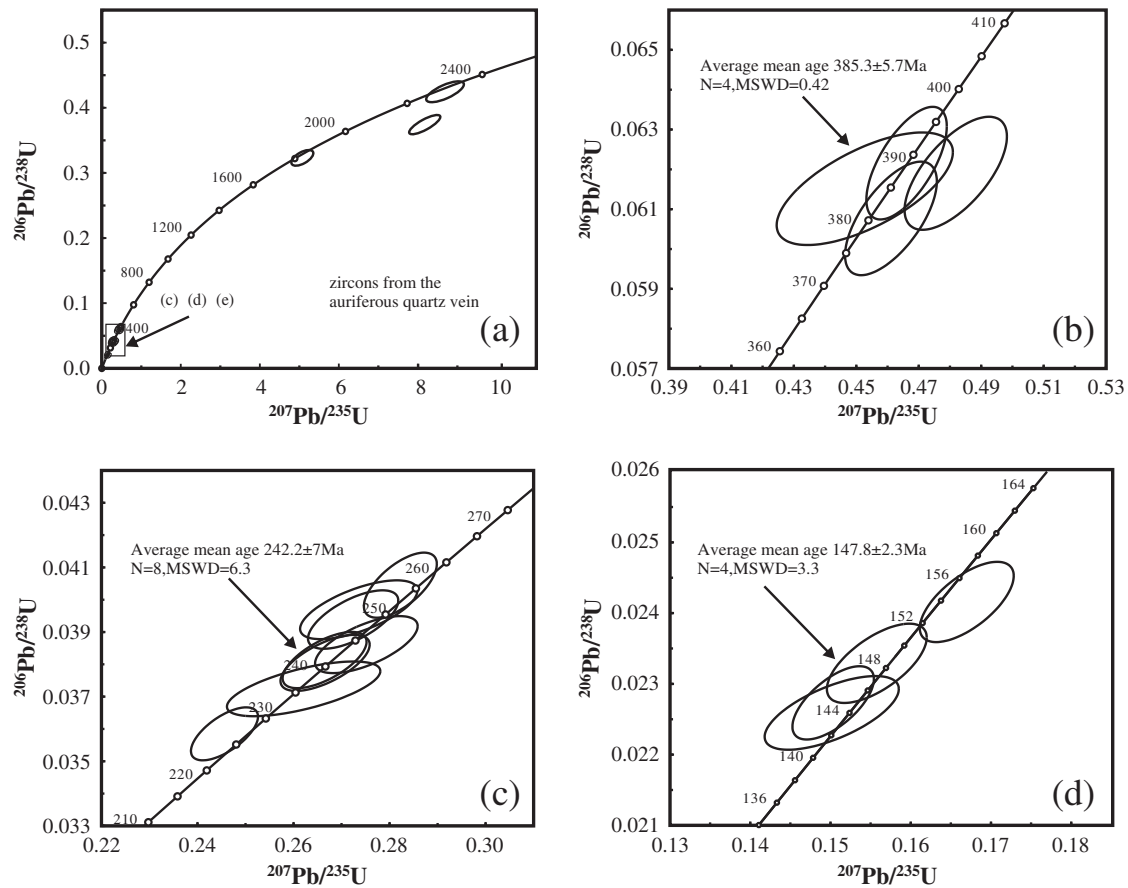 0.5
0.4
0.3
0.2
0.1
0.0
206Pb/238U
2400
2000
1600
1200
800
400
(c) (d) (e)
zircons from the
auriferous quartz vein
(a)
0 2 4 6 8 10
207Pb/235U
0.065
0.063
0.061
0.059
0.057
206Pb/238U
410
400
390
380
370
360
Average mean age 385.3±5.7Ma
N=4,MSWD=0.42
(b)
0.39 0.41 0.43 0.45 0.47 0.49 0.51 0.53
207Pb/235U
0.043
0.041
0.039
0.037
0.035
0.033
206Pb/238U
270
260
250
240
230
220
210
Average mean age 242.2±7Ma
N=8,MSWD=6.3
(c)
0.22 0.24 0.26 0.28 0.30
207Pb/235U
0.026
0.025
0.024
0.023
0.022
0.021
206Pb/238U
164
160
156
152
148
144
140
136
Average mean age 147.8±2.3Ma
N=4,MSWD=3.3
(d)
0.13 0.14 0.15 0.16 0.17 0.18
207Pb/235U